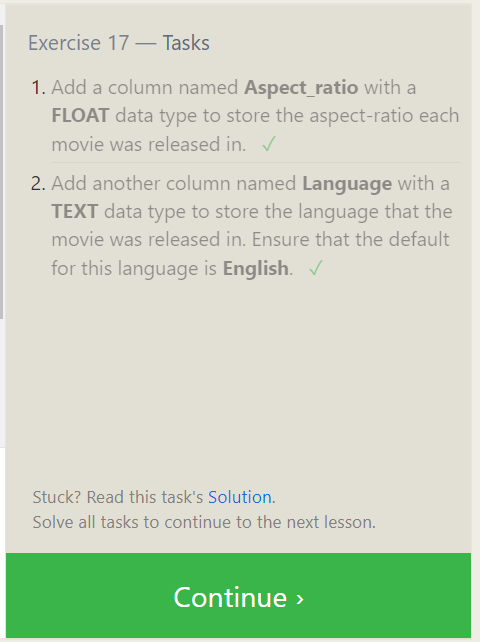 Exercise 17 — Tasks
1. Add a column named Aspect_ratio with a
FLOAT data type to store the aspect-ratio each
movie was released in. ✓
2. Add another column named Language with a
TEXT data type to store the language that the
movie was released in. Ensure that the default
for this language is English. ✓
Stuck? Read this task's Solution.
Solve all tasks to continue to the next lesson.
Continue ›